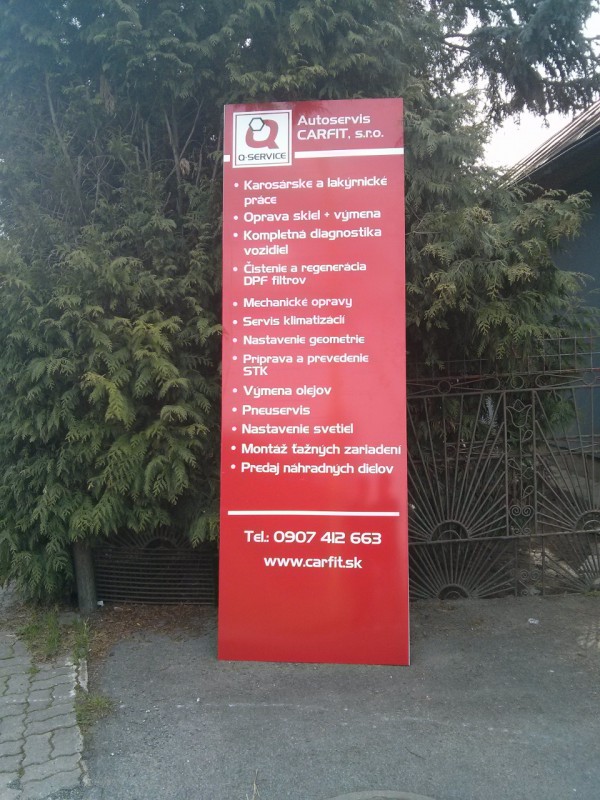 Q
Q-SERVICE
Autoservis
CARFIT, s.r.o.
• Karosárske a lakýrnické
práce
• Oprava skiel + výmena
• Kompletná diagnostika
vozidiel
• Čistenie a regenerácia
DPF filtrov
• Mechanické opravy
• Servis klimatizácií
• Nastavenie geometrie
• Príprava a prevedenie
STK
• Výmena olejov
• Pneuservis
• Nastavenie svetiel
• Montáž ťažných zariadení
• Predaj náhradných dielov
Tel.: 0907 412 663
www.carfit.sk